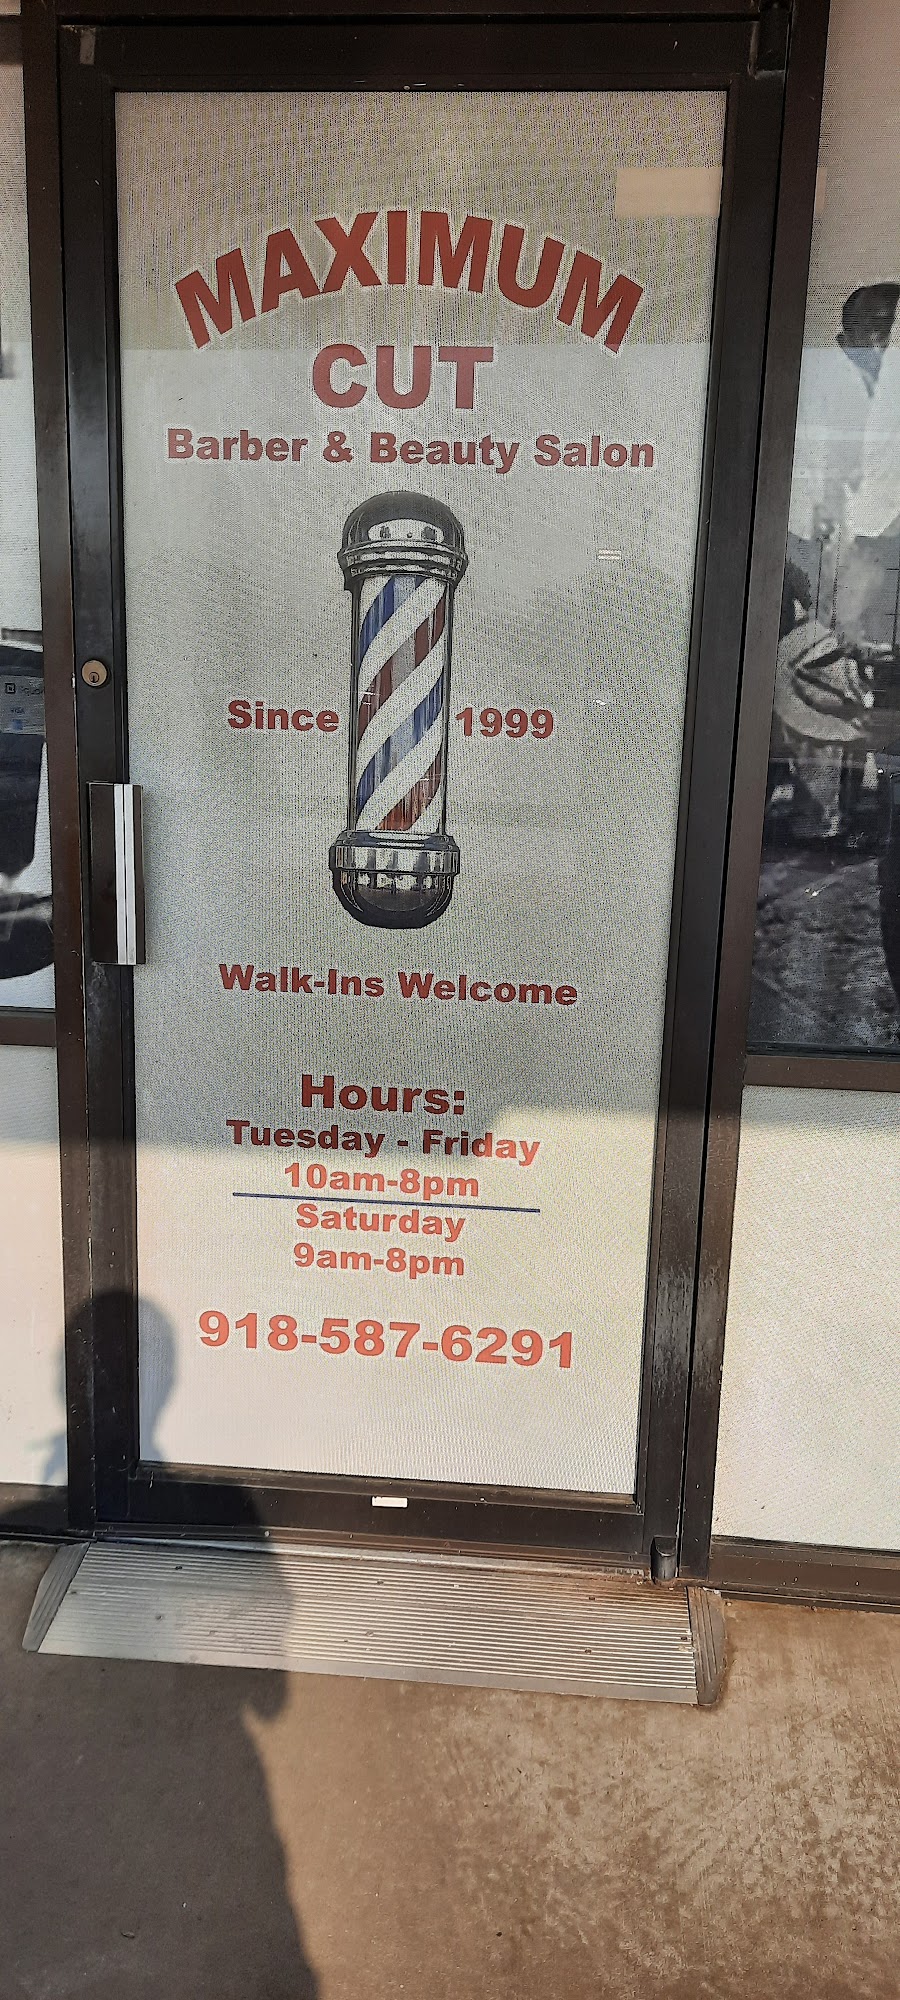 MAXIMUM
CUT
Barber & Beauty Salon
Since 1999
Walk-Ins Welcome
Hours:
Tuesday - Friday
10am-8pm
Saturday
9am-8pm
918-587-6291
VISA